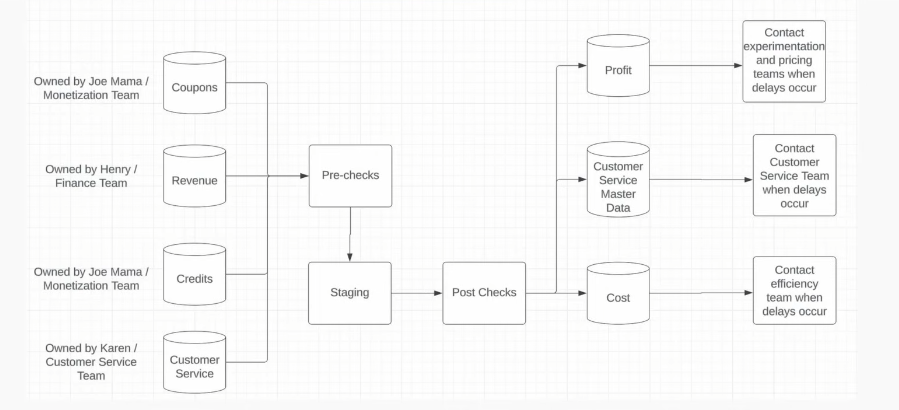 Owned by Joe Mama /
Monetization Team
Coupons
Owned by Henry /
Finance Team
Revenue
Owned by Joe Mama /
Monetization Team
Credits
Owned by Karen /
Customer Service
Team
Customer
Service
Pre-checks
Staging
Post Checks
Profit
Contact
experimentation
and pricing
teams when
delays occur
Customer
Service
Master
Data
Contact
Customer
Service Team
when delays
occur
Cost
Contact
efficiency
team when
delays occur